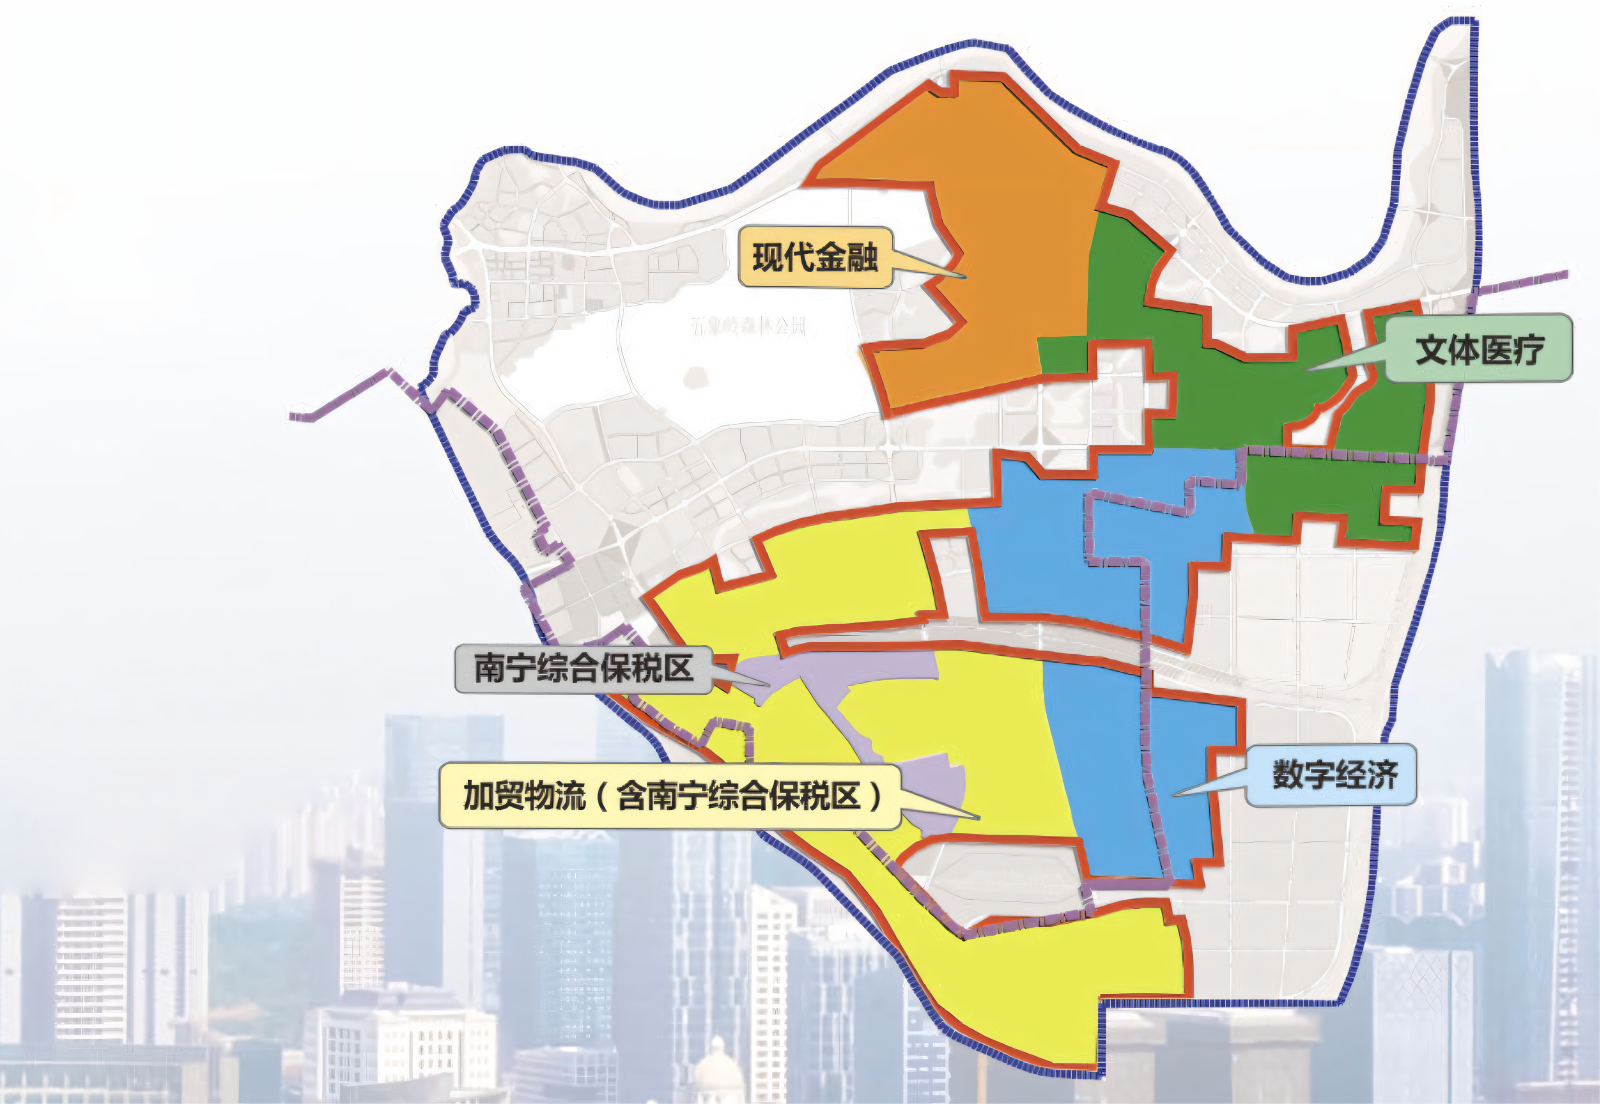 现代金融
五象岭森林公园
文体医疗
南宁综合保税区
数字经济
加贸物流（含南宁综合保税区）